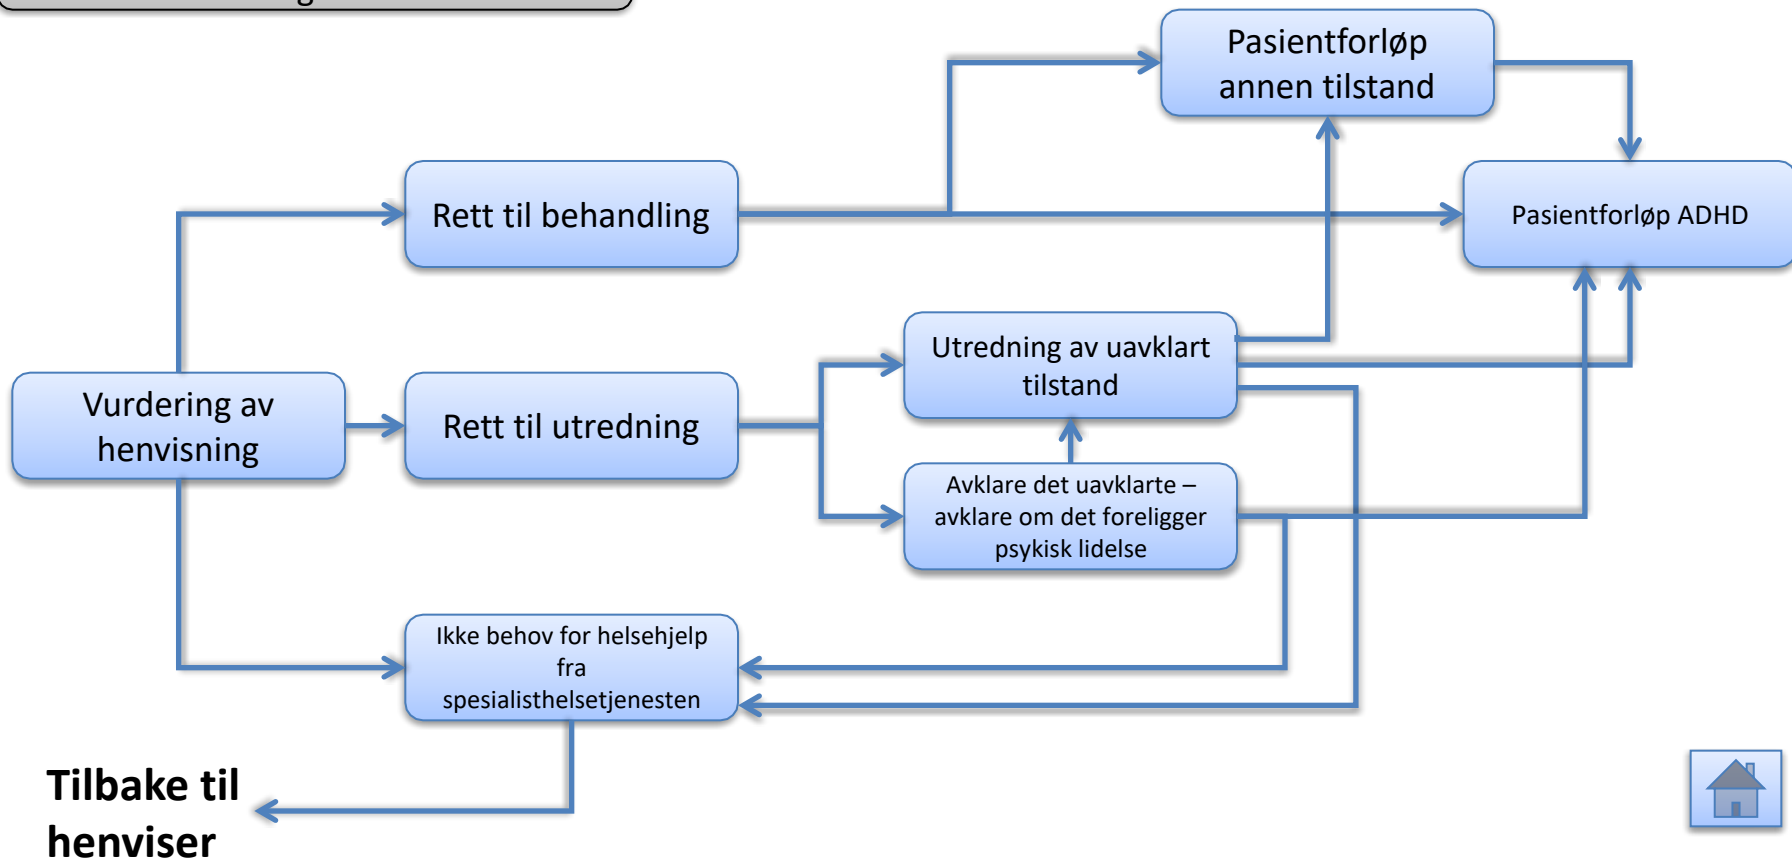 Pasientforløp
annen tilstand
Rett til behandling
Pasientforløp ADHD
Utredning av uavklart
tilstand
Vurdering av
henvisning
Rett til utredning
Avklare det uavklarte –
avklare om det foreligger
psykisk lidelse
Ikke behov for helsehjelp
fra
spesialisthelsetjenesten
Tilbake til
henviser